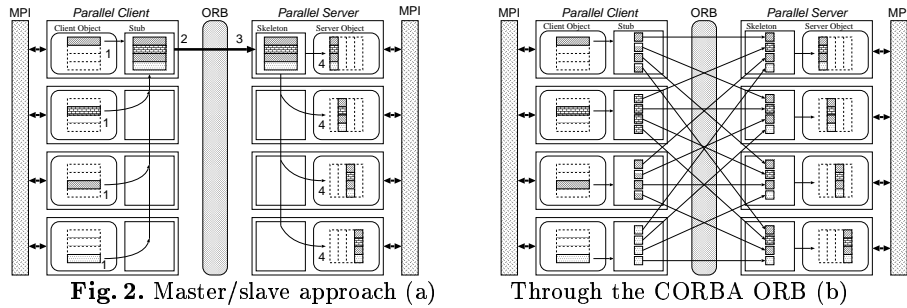 MPI Parallel Client ORB Parallel Server MPI
Client Object Stub Skeleton Server Object
1 2 3 4
1 4
1 4
1 4
MPI Parallel Client ORB Parallel Server MP
Client Object Stub Skeleton Server Object
Fig. 2. Master/slave approach (a) Through the CORBA ORB (b)